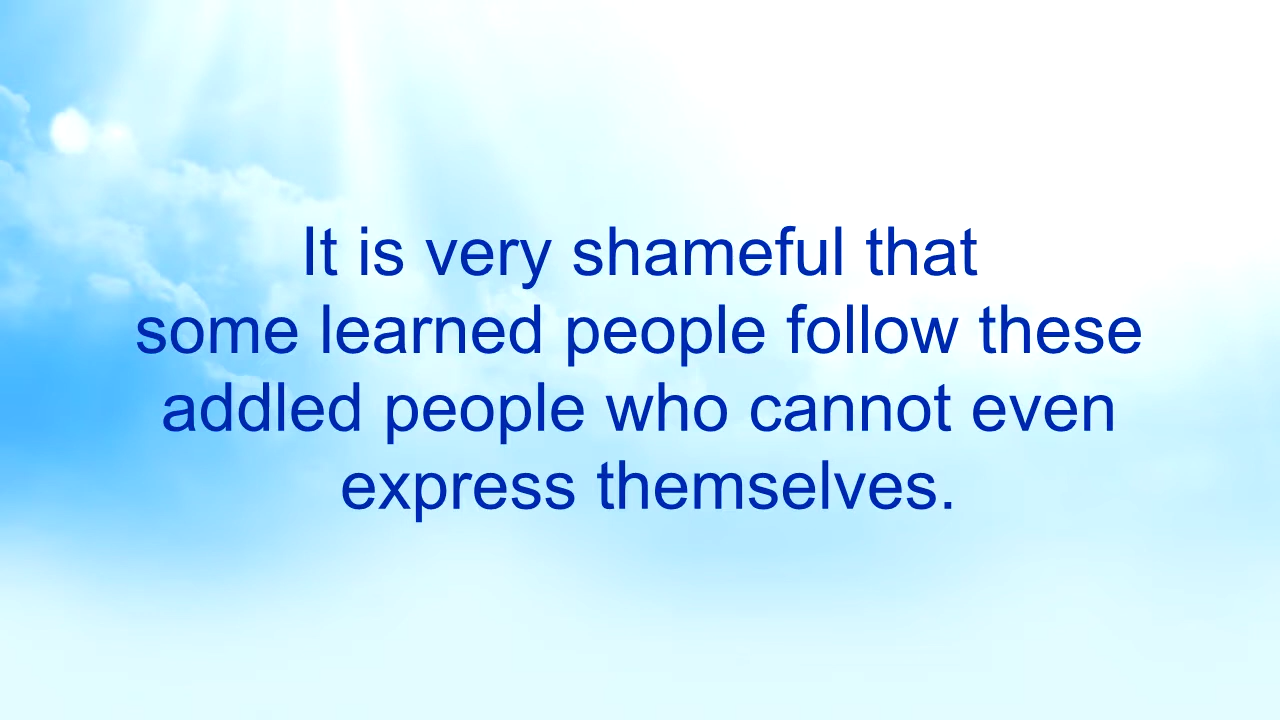 It is very shameful that
some learned people follow these
addled people who cannot even
express themselves.